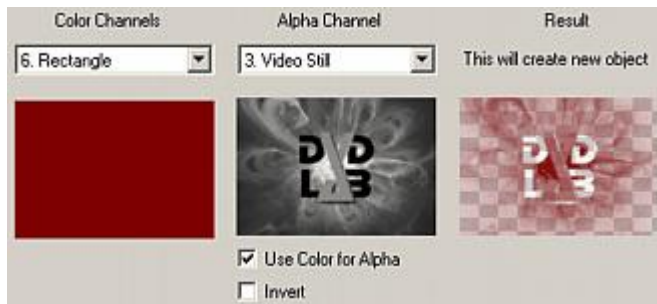 Color Channels
Alpha Channel
Result
6. Rectangle
3. Video Still
This will create new object
DVD
LAB
DVD
LAB
Use Color for Alpha
Invert